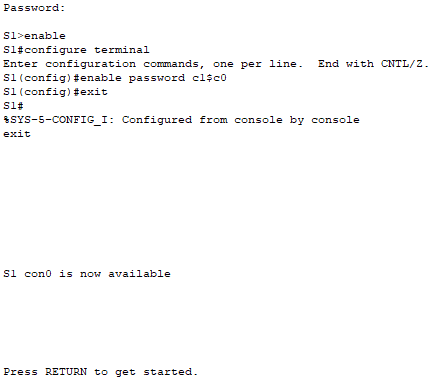 Password:
S1>enable
S1#configure terminal
Enter configuration commands, one per line.  End with CNTL/Z.
S1(config)#enable password c1$c0
S1(config)#exit
S1#
%SYS-5-CONFIG_I: Configured from console by console
exit
S1 con0 is now available
Press RETURN to get started.